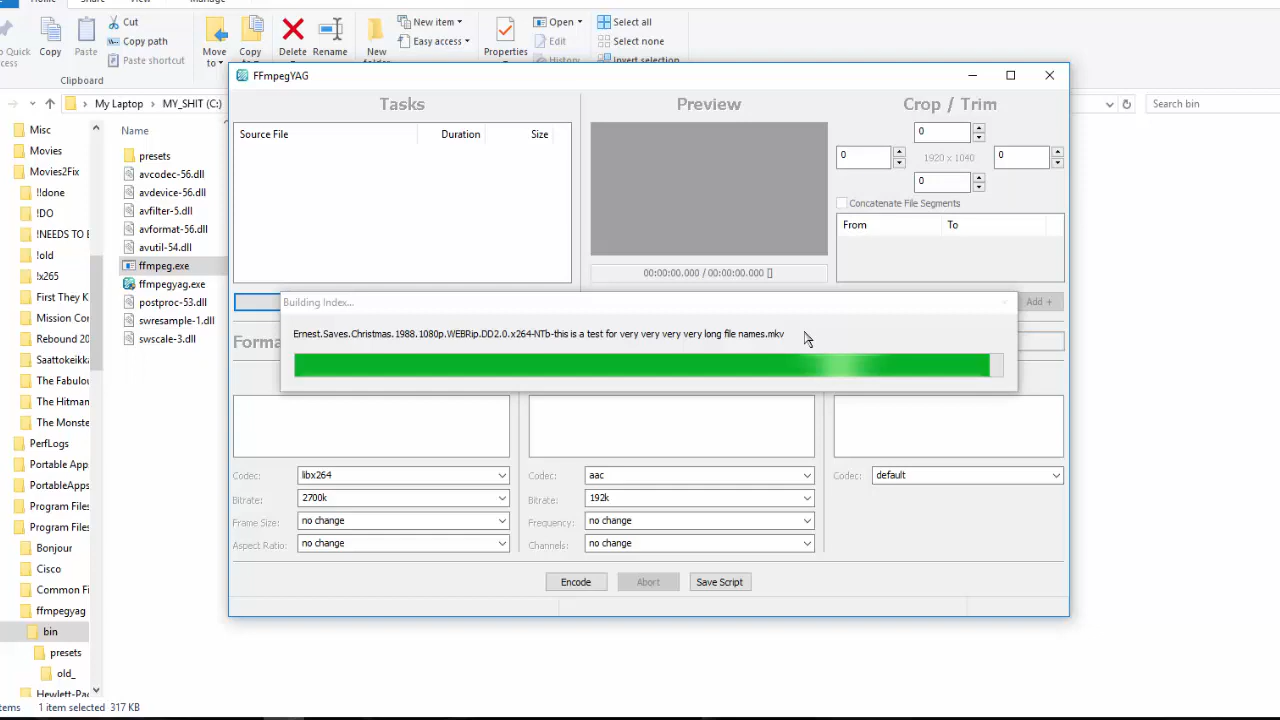 Home
Share
View
Manage
Cut
New item
Open
Select all
Copy path
Easy access
Edit
Select none
Quick
access
Copy
Paste
Paste shortcut
Move
to
Copy
to
Delete
Rename
New
folder
Properties
History
Invert selection
Clipboard
FFmpegYAG
My Laptop
MY_SHIT (C:)
Search bin
Misc
Movies
Movies2Fix
!!done
!DO
!NEEDS TO B
!old
!x265
First They K
Mission Cor
Rebound 20
Saattokeikka
The Fabulou
The Hitman
The Monste
PerfLogs
Portable App
PortableApps
Program Files
Program Files
Bonjour
Cisco
Common Fi
ffmpegyag
bin
presets
old_
Hewlett-Pac
Name
presets
avcodec-56.dll
avdevice-56.dll
avfilter-5.dll
avformat-56.dll
avutil-54.dll
ffmpeg.exe
ffmpegyag.exe
postproc-53.dll
swresample-1.dll
swscale-3.dll
Tasks
Preview
Crop / Trim
Source File
Duration
Size
0
0
1920 x 1040
0
0
Concatenate File Segments
From
To
00:00:00.000 / 00:00:00.000 []
Add +
Building Index...
Ernest.Saves.Christmas.1988.1080p.WEBRip.DD2.0.x264-NTb-this is a test for very very very very long file names.mkv
Forma
Codec:
libx264
Codec:
aac
Codec:
default
Bitrate:
2700k
Bitrate:
192k
Frame Size:
no change
Frequency:
no change
Aspect Ratio:
no change
Channels:
no change
Encode
Abort
Save Script
items
1 item selected 317 KB